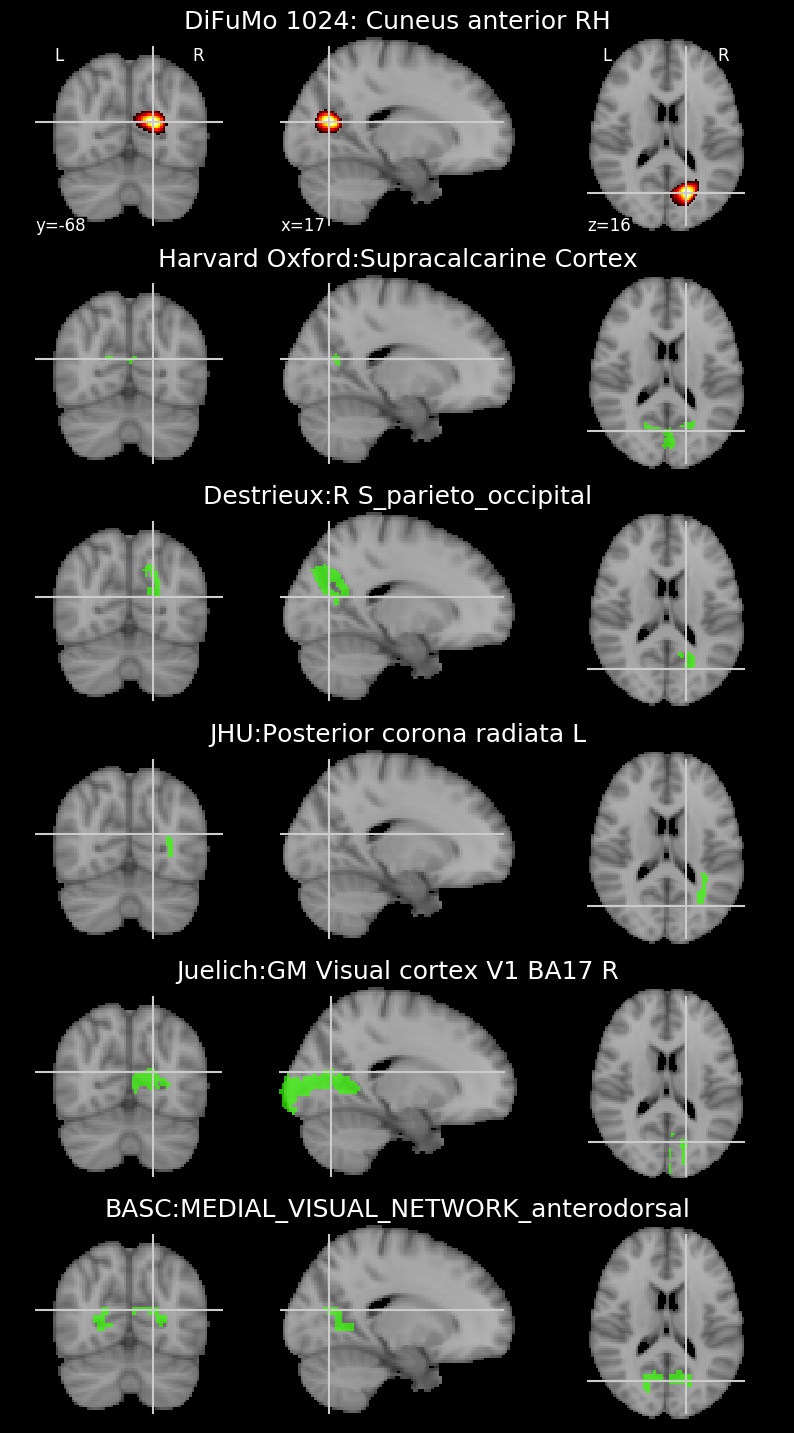 DiFuMo 1024: Cuneus anterior RH
L R L R
y=-68 x=17 z=16
Harvard Oxford:Supracalcarine Cortex
Destrieux:R S_parieto_occipital
JHU:Posterior corona radiata L
Juelich:GM Visual cortex V1 BA17 R
BASC:MEDIAL_VISUAL_NETWORK_anterodorsal